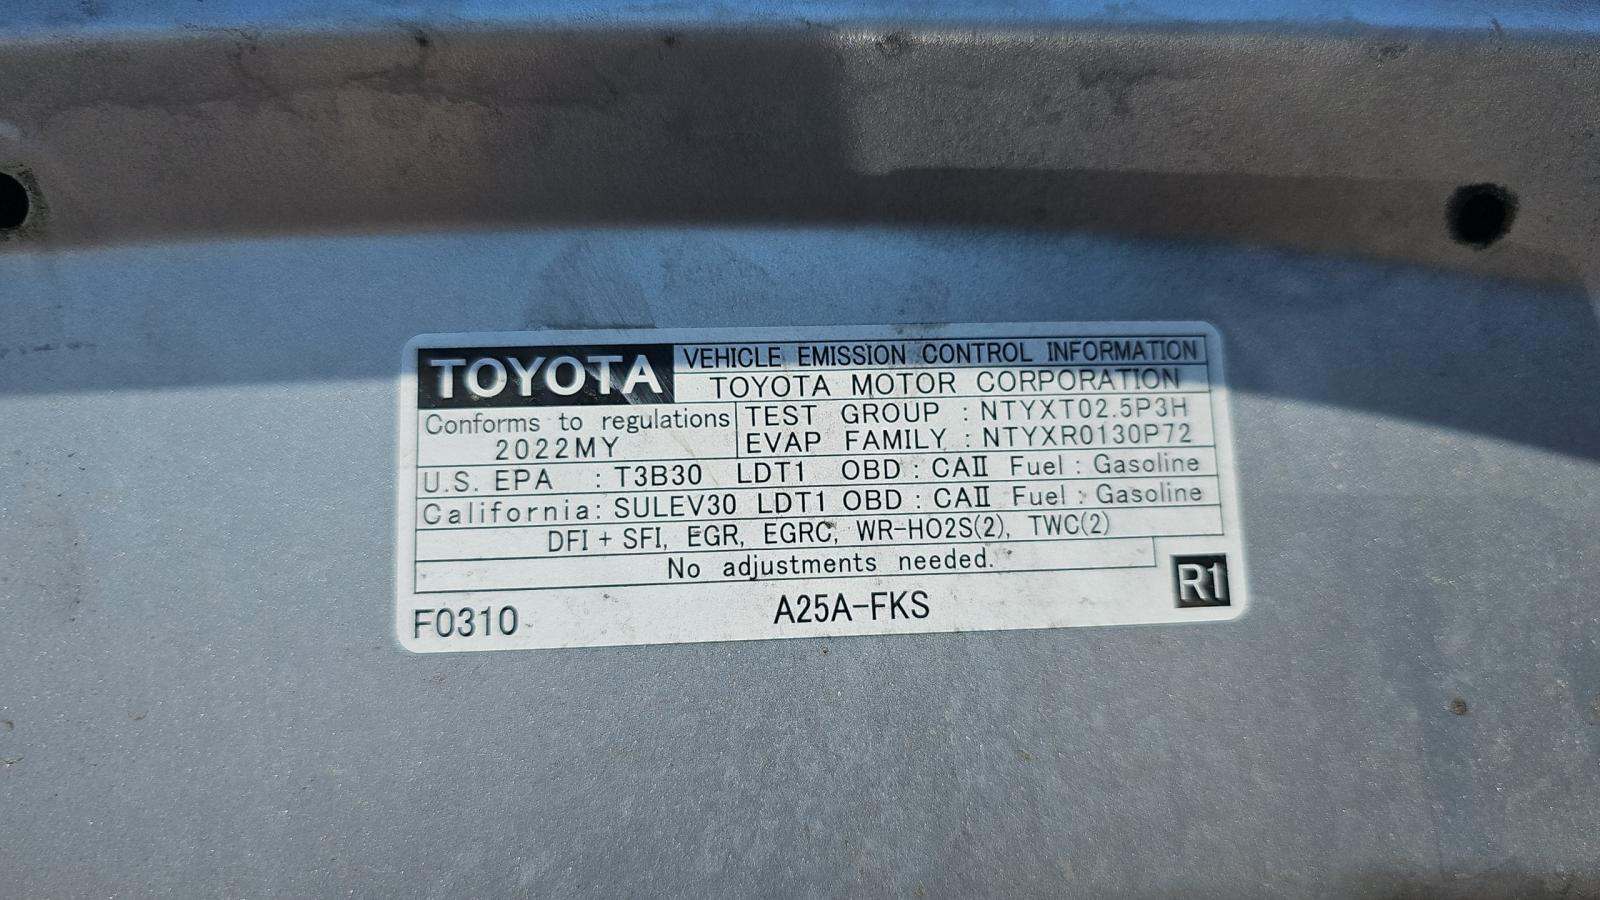 TOYOTA VEHICLE EMISSION CONTROL INFORMATION
TOYOTA MOTOR CORPORATION
Conforms to regulations
2022MY
TEST GROUP : NTYXT02.5P3H
EVAP FAMILY : NTYXR0130P72
U.S. EPA : T3B30 LDT1 OBD : CAⅡ Fuel : Gasoline
California : SULEV30 LDT1 OBD : CAⅡ Fuel : Gasoline
DFI + SFI, EGR, EGRC, WR-HO2S(2), TWC(2)
No adjustments needed.
F0310 A25A-FKS R1